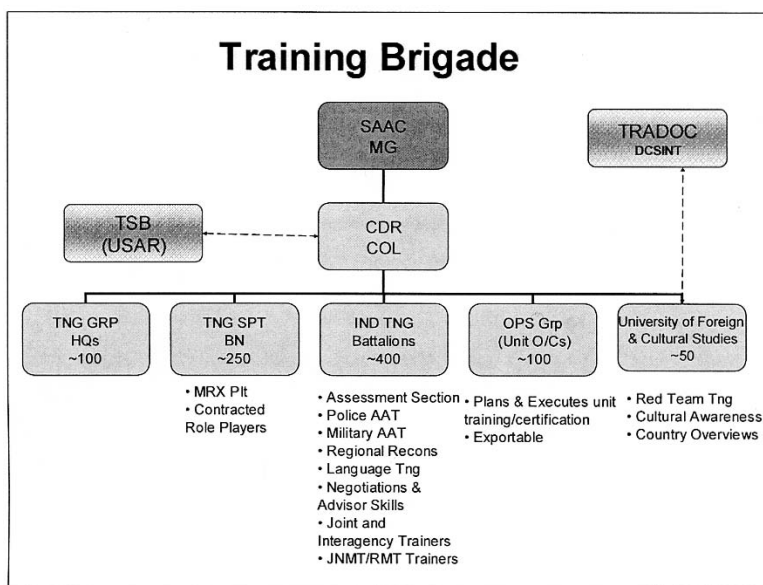 Training Brigade
SAAC
MG
TRADOC
DCSINT
TSB
(USAR)
CDR
COL
TNG GRP
HQs
~100
TNG SPT
BN
~250
IND TNG
Battalions
~400
OPS Grp
(Unit O/Cs)
~100
University of Foreign
& Cultural Studies
~50
• MRX Plt
• Contracted
Role Players
• Assessment Section
• Police AAT
• Military AAT
• Regional Recons
• Language Tng
• Negotiations &
Advisor Skills
• Joint and
Interagency Trainers
• JNMT/RMT Trainers
• Plans & Executes unit
training/certification
• Exportable
• Red Team Tng
• Cultural Awareness
• Country Overviews